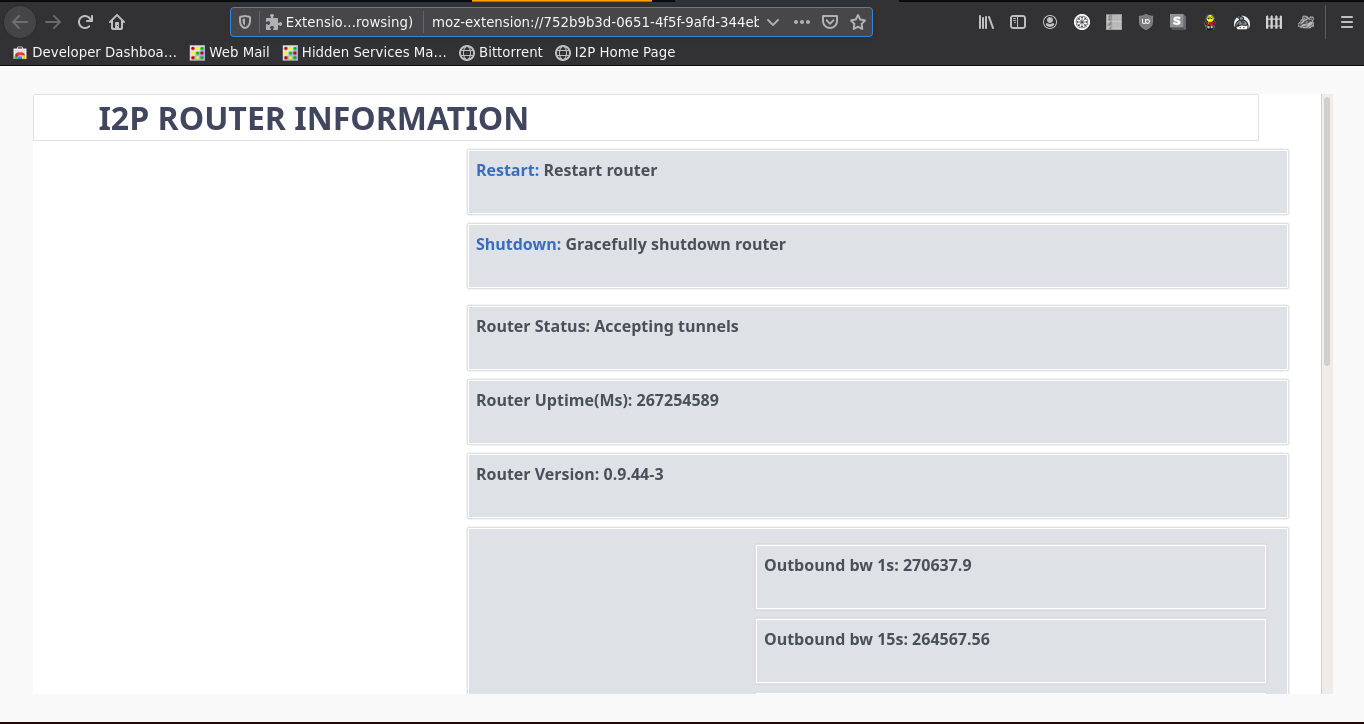 Extensio...rowsing) moz-extension://752b9b3d-0651-4f5f-9afd-344eb
Developer Dashboa... Web Mail Hidden Services Ma... Bittorrent I2P Home Page
I2P ROUTER INFORMATION
Restart: Restart router
Shutdown: Gracefully shutdown router
Router Status: Accepting tunnels
Router Uptime(Ms): 267254589
Router Version: 0.9.44-3
Outbound bw 1s: 270637.9
Outbound bw 15s: 264567.56